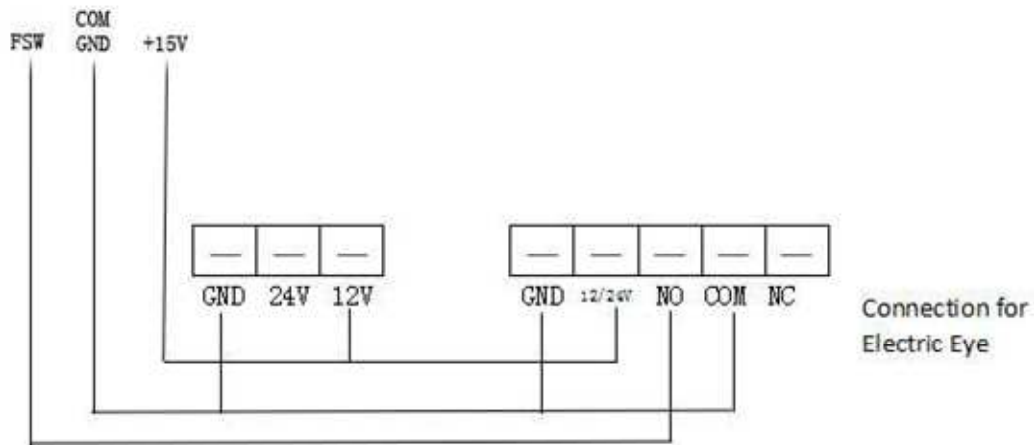 COM
FSW GND +15V
GND 24V 12V GND 12/24V NO COM NC
Connection for
Electric Eye